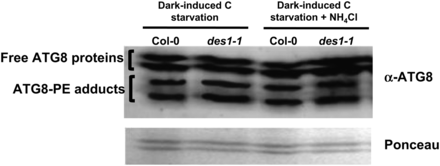 Dark-induced C
starvation
Dark-induced C
starvation + NH4Cl
Col-0
des1-1
Col-0
des1-1
Free ATG8 proteins
ATG8-PE adducts
α-ATG8
Ponceau